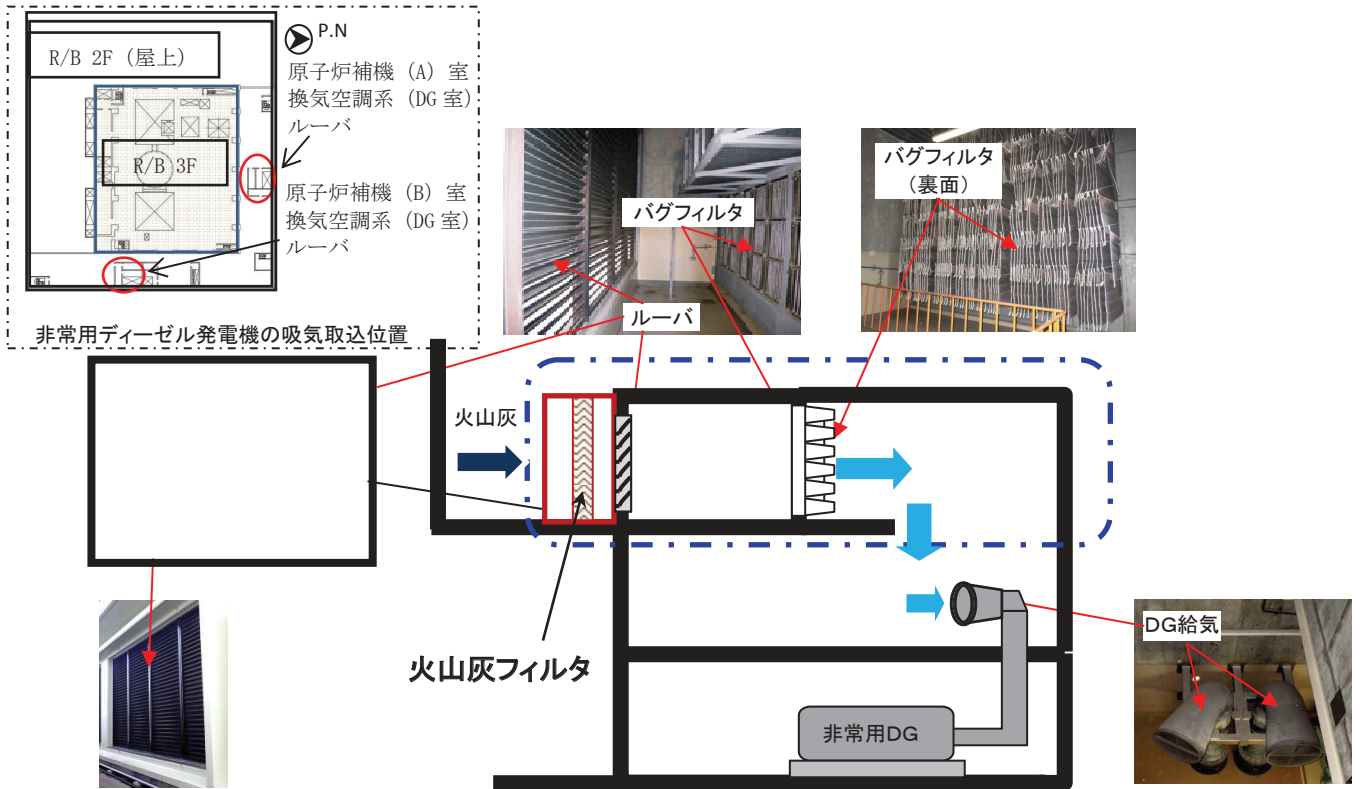 P.N
R/B 2F (屋上)
原子炉補機 (A) 室
換気空調系 (DG 室)
ルーバ
R/B 3F
原子炉補機 (B) 室
換気空調系 (DG 室)
ルーバ
非常用ディーゼル発電機の吸気取込位置
バグフィルタ
ルーバ
バグフィルタ
(裏面)
火山灰
火山灰フィルタ
DG給気
非常用DG